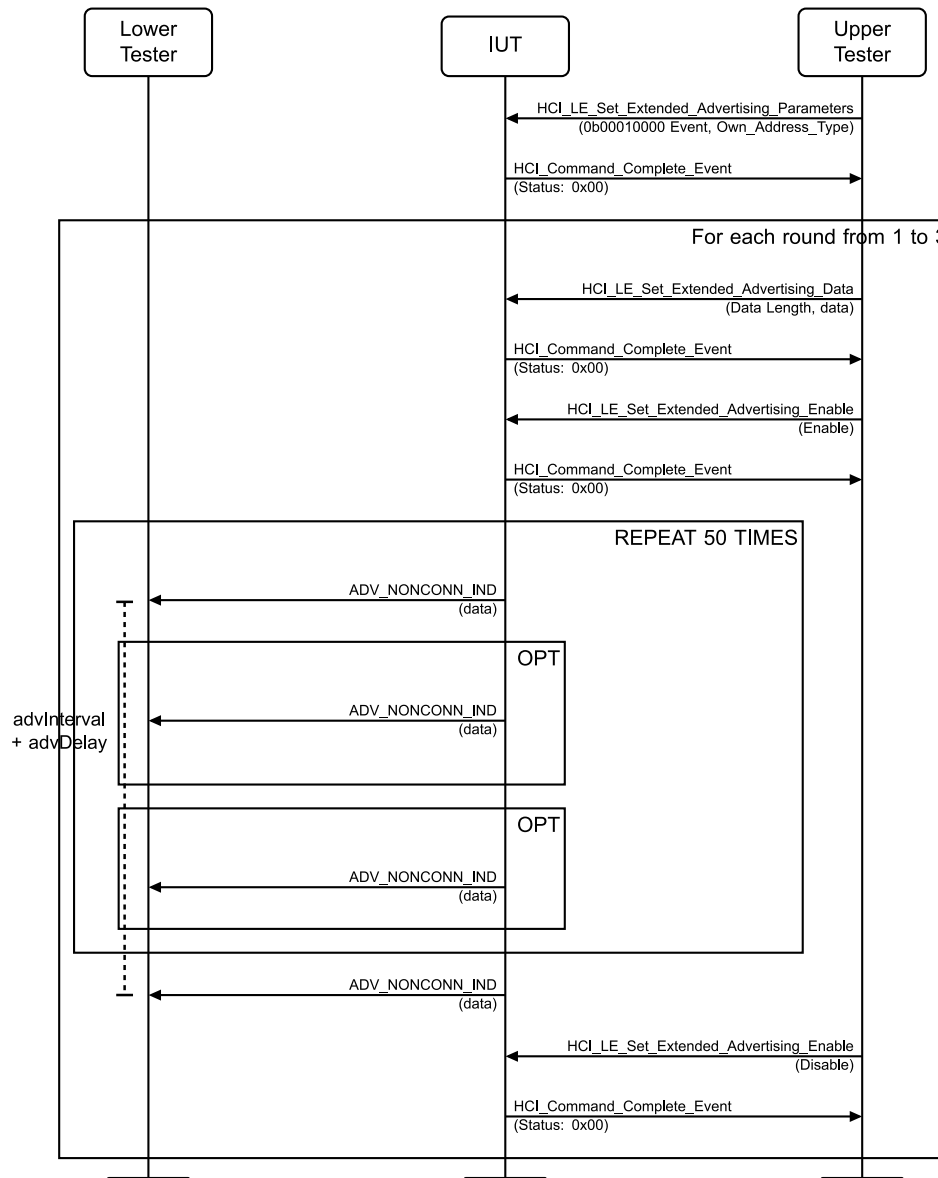 Lower
Tester
IUT
Upper
Tester
HCI_LE_Set_Extended_Advertising_Parameters
(0b00010000 Event, Own_Address_Type)
HCI_Command_Complete_Event
(Status: 0x00)
For each round from 1 to 3
HCI_LE_Set_Extended_Advertising_Data
(Data Length, data)
HCI_Command_Complete_Event
(Status: 0x00)
HCI_LE_Set_Extended_Advertising_Enable
(Enable)
HCI_Command_Complete_Event
(Status: 0x00)
REPEAT 50 TIMES
ADV_NONCONN_IND
(data)
OPT
ADV_NONCONN_IND
(data)
advInterval
+ advDelay
OPT
ADV_NONCONN_IND
(data)
ADV_NONCONN_IND
(data)
HCI_LE_Set_Extended_Advertising_Enable
(Disable)
HCI_Command_Complete_Event
(Status: 0x00)